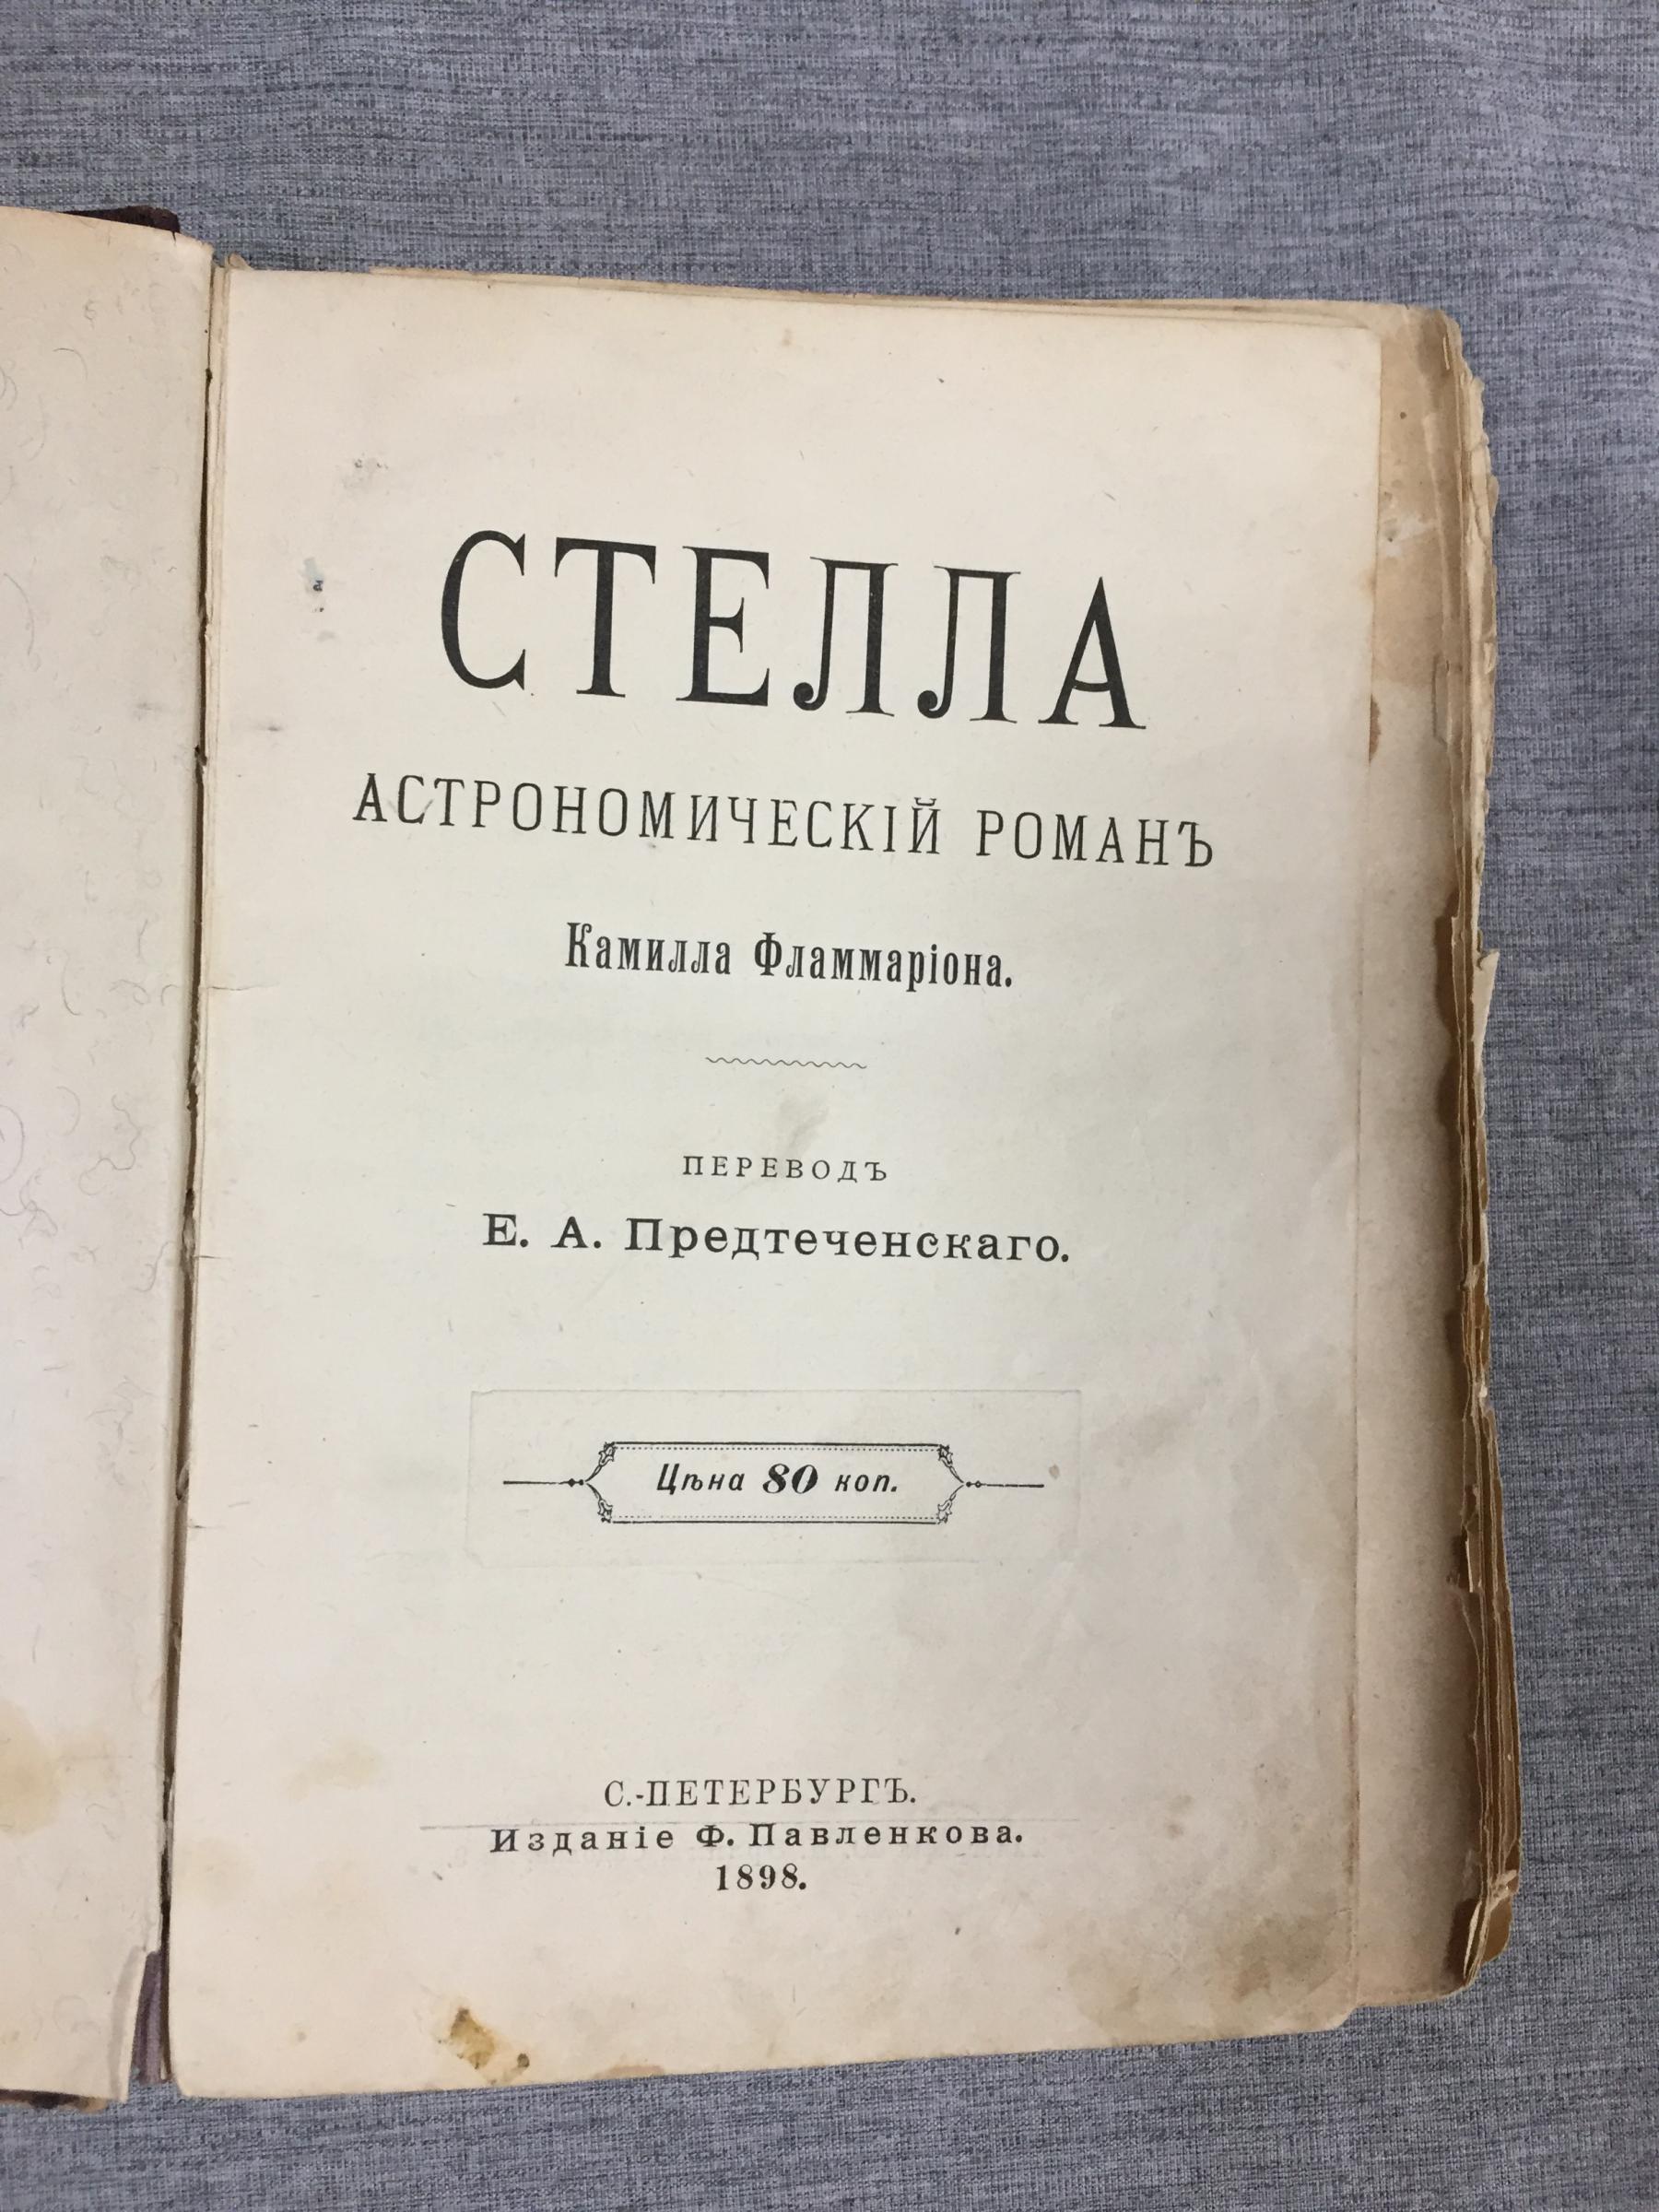 СТЕЛЛА
АСТРОНОМИЧЕСКІЙ РОМАНЪ
Камилла Фламмаріона.
ПЕРЕВОДЪ
Е. А. Предтеченскаго.
Цѣна 80 коп.
С.-ПЕТЕРБУРГЪ.
Изданіе Ф. Павленкова.
1898.